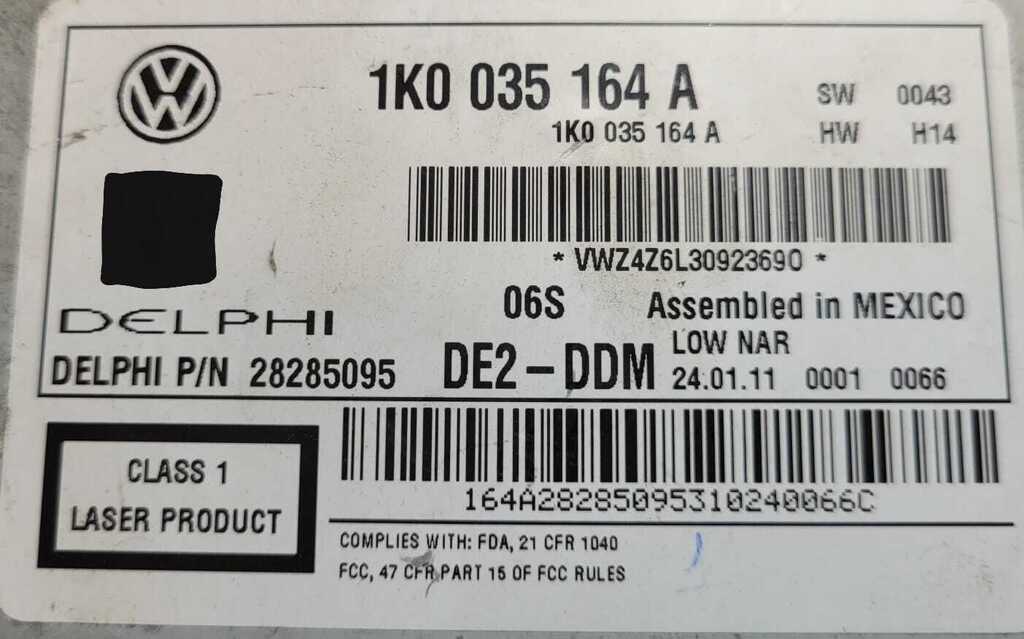 1K0 035 164 A SW 0043
1K0 035 164 A HW H14
* VWZ4Z6L3092369O *
06S Assembled in MEXICO
DELPHI
LOW NAR
DELPHI P/N 28285095 DE2-DDM 24.01.11 0001 0066
CLASS 1
LASER PRODUCT
164A28285095310240066C
COMPLIES WITH: FDA, 21 CFR 1040
FCC, 47 CFR PART 15 OF FCC RULES